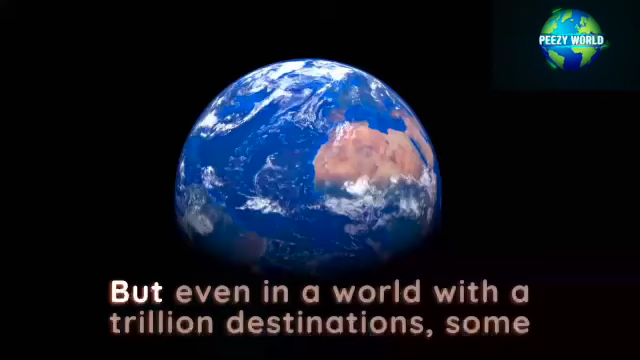 PEEZY WORLD
But even in a world with a
trillion destinations, some